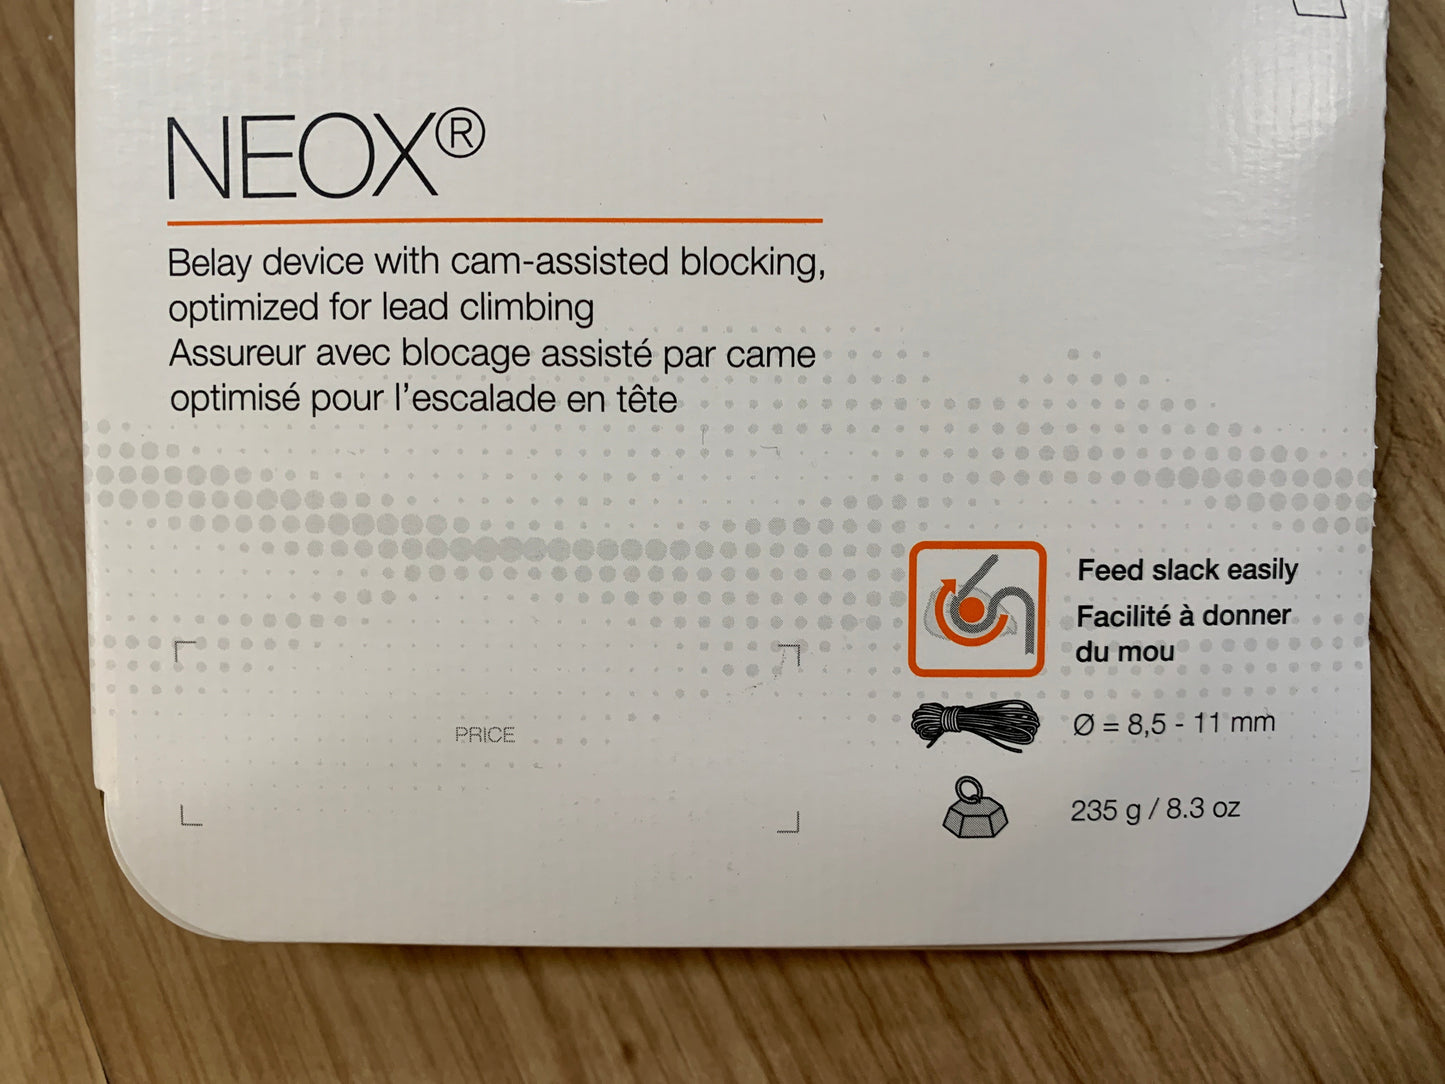 NEOX®
Belay device with cam-assisted blocking,
optimized for lead climbing
Assureur avec blocage assisté par came
optimisé pour l'escalade en tête
Feed slack easily
Facilité à donner
du mou
PRICE
Ø = 8,5 - 11 mm
235 g / 8.3 oz